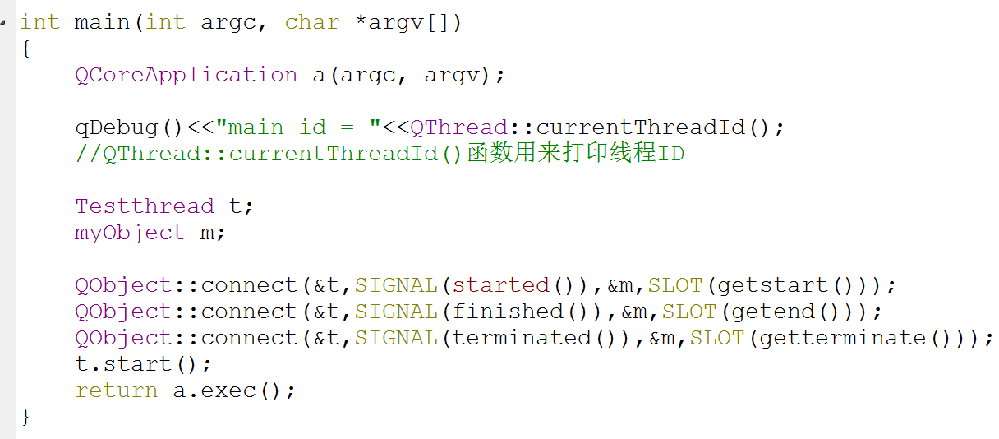 int main(int argc, char *argv[])
{
    QCoreApplication a(argc, argv);

    qDebug()<<"main id = "<<QThread::currentThreadId();
    //QThread::currentThreadId()函数用来打印线程ID

    Testthread t;
    myObject m;

    QObject::connect(&t,SIGNAL(started()),&m,SLOT(getstart()));
    QObject::connect(&t,SIGNAL(finished()),&m,SLOT(getend()));
    QObject::connect(&t,SIGNAL(terminated()),&m,SLOT(getterminate()));
    t.start();
    return a.exec();
}